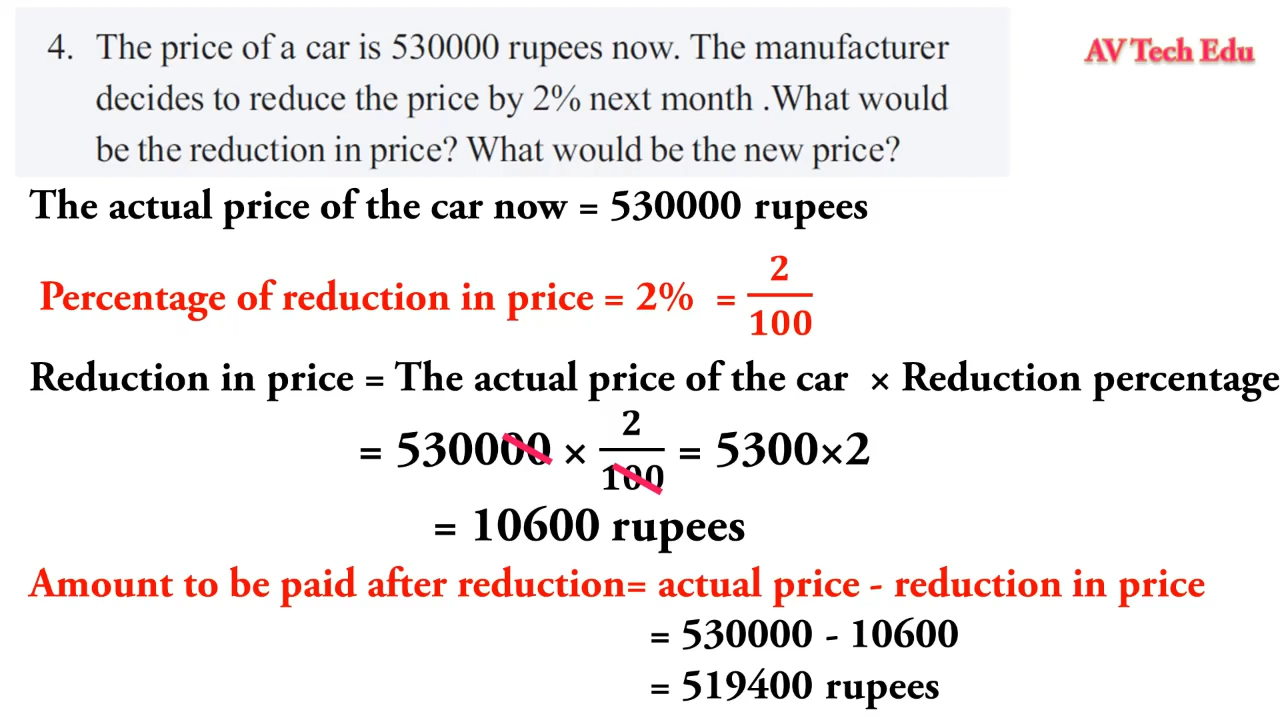 4. The price of a car is 530000 rupees now. The manufacturer
AV Tech Edu
decides to reduce the price by 2% next month .What would
be the reduction in price? What would be the new price?
The actual price of the car now = 530000 rupees
Percentage of reduction in price = 2% = 2/100
Reduction in price = The actual price of the car × Reduction percentage
= 530000 × 2/100 = 5300×2
= 10600 rupees
Amount to be paid after reduction= actual price - reduction in price
= 530000 - 10600
= 519400 rupees